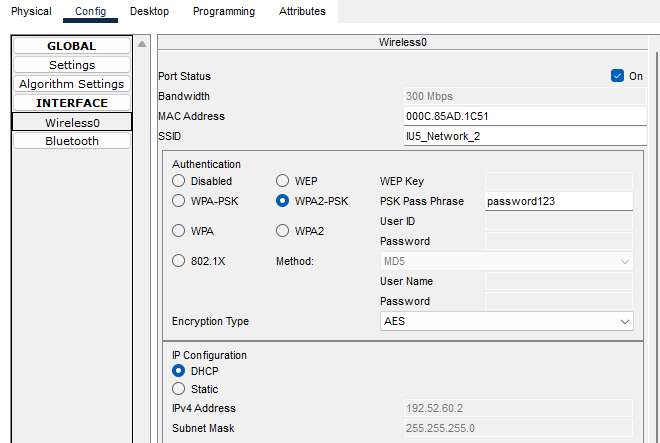 Physical Config Desktop Programming Attributes
GLOBAL
Settings
Algorithm Settings
INTERFACE
Wireless0
Bluetooth
Wireless0
Port Status On
Bandwidth 300 Mbps
MAC Address 000C.85AD.1C51
SSID IU5_Network_2
Authentication
Disabled WEP WEP Key
WPA-PSK WPA2-PSK PSK Pass Phrase password123
User ID
WPA WPA2
Password
802.1X Method: MD5
User Name
Password
Encryption Type AES
IP Configuration
DHCP
Static
IPv4 Address 192.52.60.2
Subnet Mask 255.255.255.0